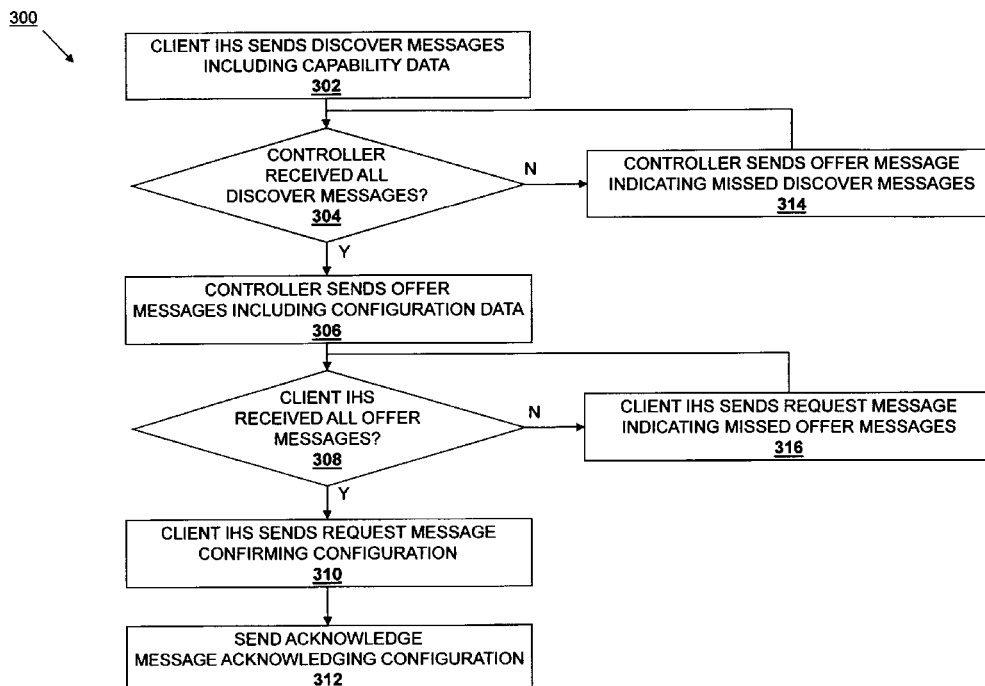 300
CLIENT IHS SENDS DISCOVER MESSAGES
INCLUDING CAPABILITY DATA
302
CONTROLLER
RECEIVED ALL
DISCOVER MESSAGES?
304
N
CONTROLLER SENDS OFFER MESSAGE
INDICATING MISSED DISCOVER MESSAGES
314
Y
CONTROLLER SENDS OFFER
MESSAGES INCLUDING CONFIGURATION DATA
306
CLIENT IHS
RECEIVED ALL OFFER
MESSAGES?
308
N
CLIENT IHS SENDS REQUEST MESSAGE
INDICATING MISSED OFFER MESSAGES
316
Y
CLIENT IHS SENDS REQUEST MESSAGE
CONFIRMING CONFIGURATION
310
SEND ACKNOWLEDGE
MESSAGE ACKNOWLEDGING CONFIGURATION
312